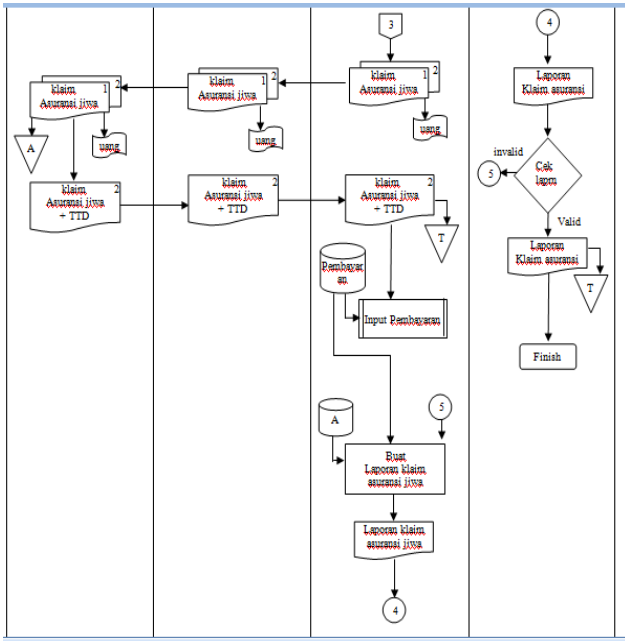 3
klaim
Asuransi jiwa
1
2
uang
klaim
Asuransi jiwa
1
2
uang
klaim
Asuransi jiwa
1
2
A
uang
klaim
Asuransi jiwa
+ TTD
2
klaim
Asuransi jiwa
+ TTD
2
klaim
Asuransi jiwa
+ TTD
2
T
Pembayar
an
Input Pembayaran
A
5
Buat
Laporan klaim
asuransi jiwa
Laporan klaim
asuransi jiwa
4
4
Laporan
Klaim asuransi
invalid
5
Cek
laprn
Valid
Laporan
Klaim asuransi
T
Finish